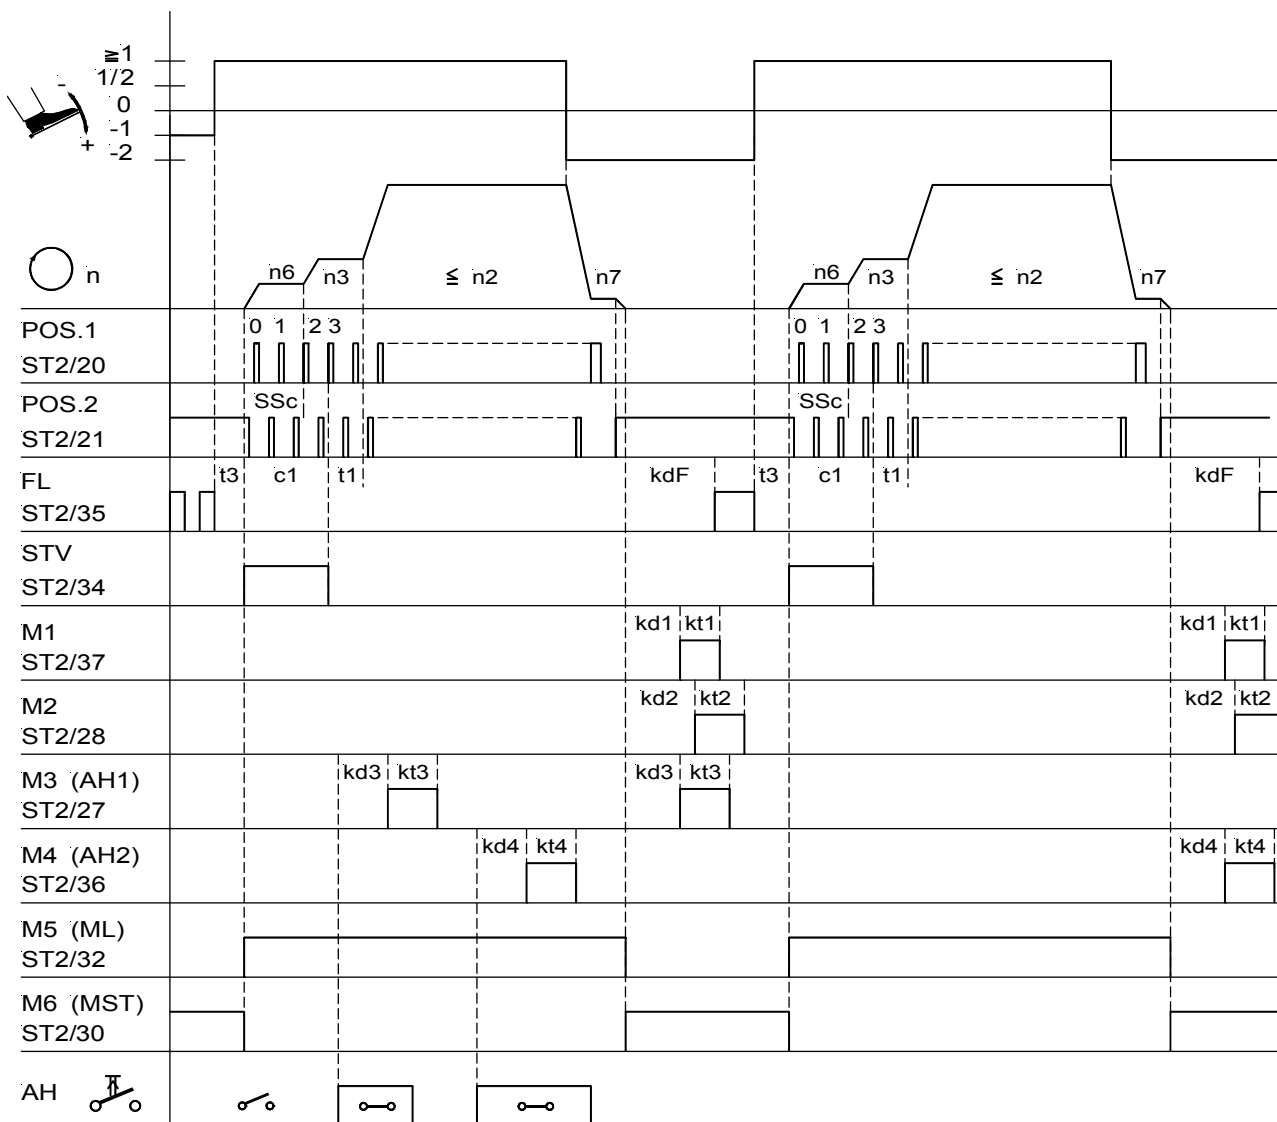 ≧1
1/2
0
-1
-2
-
+
n
n6 n3 ≦ n2 n7 n6 n3 ≦ n2 n7
POS.1
ST2/20
0 1 2 3 0 1 2 3
POS.2
ST2/21
SSc SSc
FL
ST2/35
t3 c1 t1 kdF t3 c1 t1 kdF
STV
ST2/34
M1
ST2/37
kd1 kt1 kd1 kt1
M2
ST2/28
kd2 kt2 kd2 kt2
M3 (AH1)
ST2/27
kd3 kt3 kd3 kt3
M4 (AH2)
ST2/36
kd4 kt4 kd4 kt4
M5 (ML)
ST2/32
M6 (MST)
ST2/30
AH